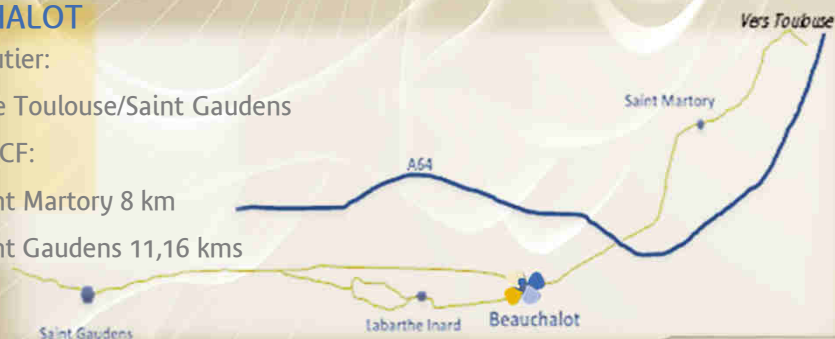 HALOT
utier:
e Toulouse/Saint Gaudens
CF:
nt Martory 8 km
nt Gaudens 11,16 kms
Vers Toulouse
Saint Martory
A64
Saint Gaudens
Labarthe Inard
Beauchalot